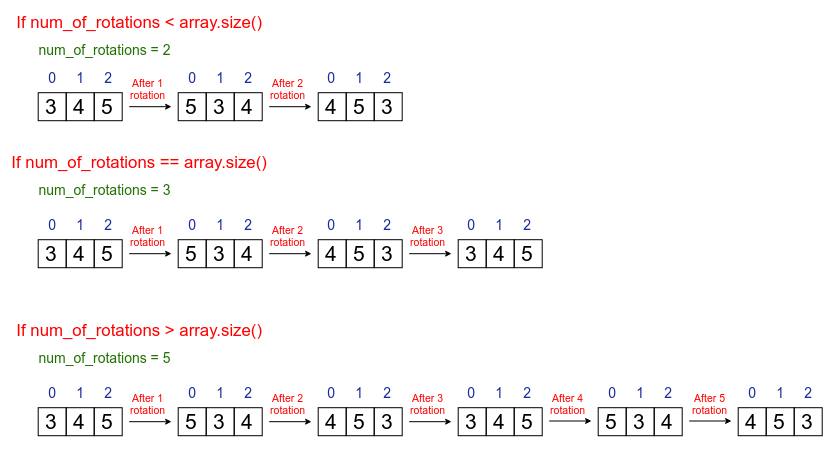 If num_of_rotations < array.size()
num_of_rotations = 2
0 1 2 After 1 rotation 0 1 2 After 2 rotation 0 1 2
3 4 5 5 3 4 4 5 3
If num_of_rotations == array.size()
num_of_rotations = 3
0 1 2 After 1 rotation 0 1 2 After 2 rotation 0 1 2 After 3 rotation 0 1 2
3 4 5 5 3 4 4 5 3 3 4 5
If num_of_rotations > array.size()
num_of_rotations = 5
0 1 2 After 1 rotation 0 1 2 After 2 rotation 0 1 2 After 3 rotation 0 1 2 After 4 rotation 0 1 2 After 5 rotation 0 1 2
3 4 5 5 3 4 4 5 3 3 4 5 5 3 4 4 5 3